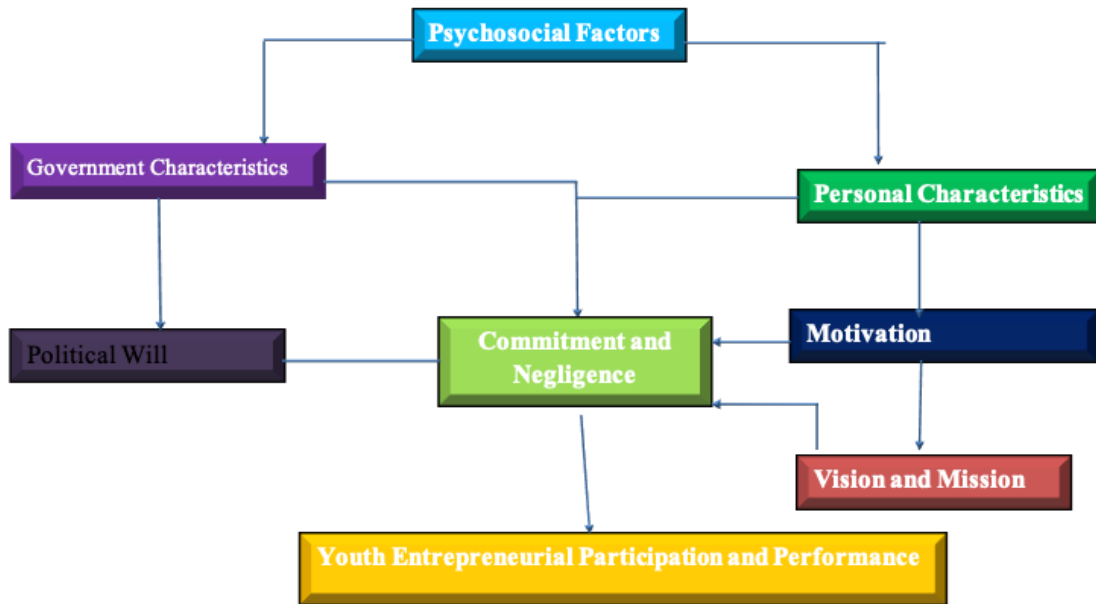 Psychosocial Factors
Government Characteristics
Personal Characteristics
Political Will
Commitment and
Negligence
Motivation
Vision and Mission
Youth Entrepreneurial Participation and Performance